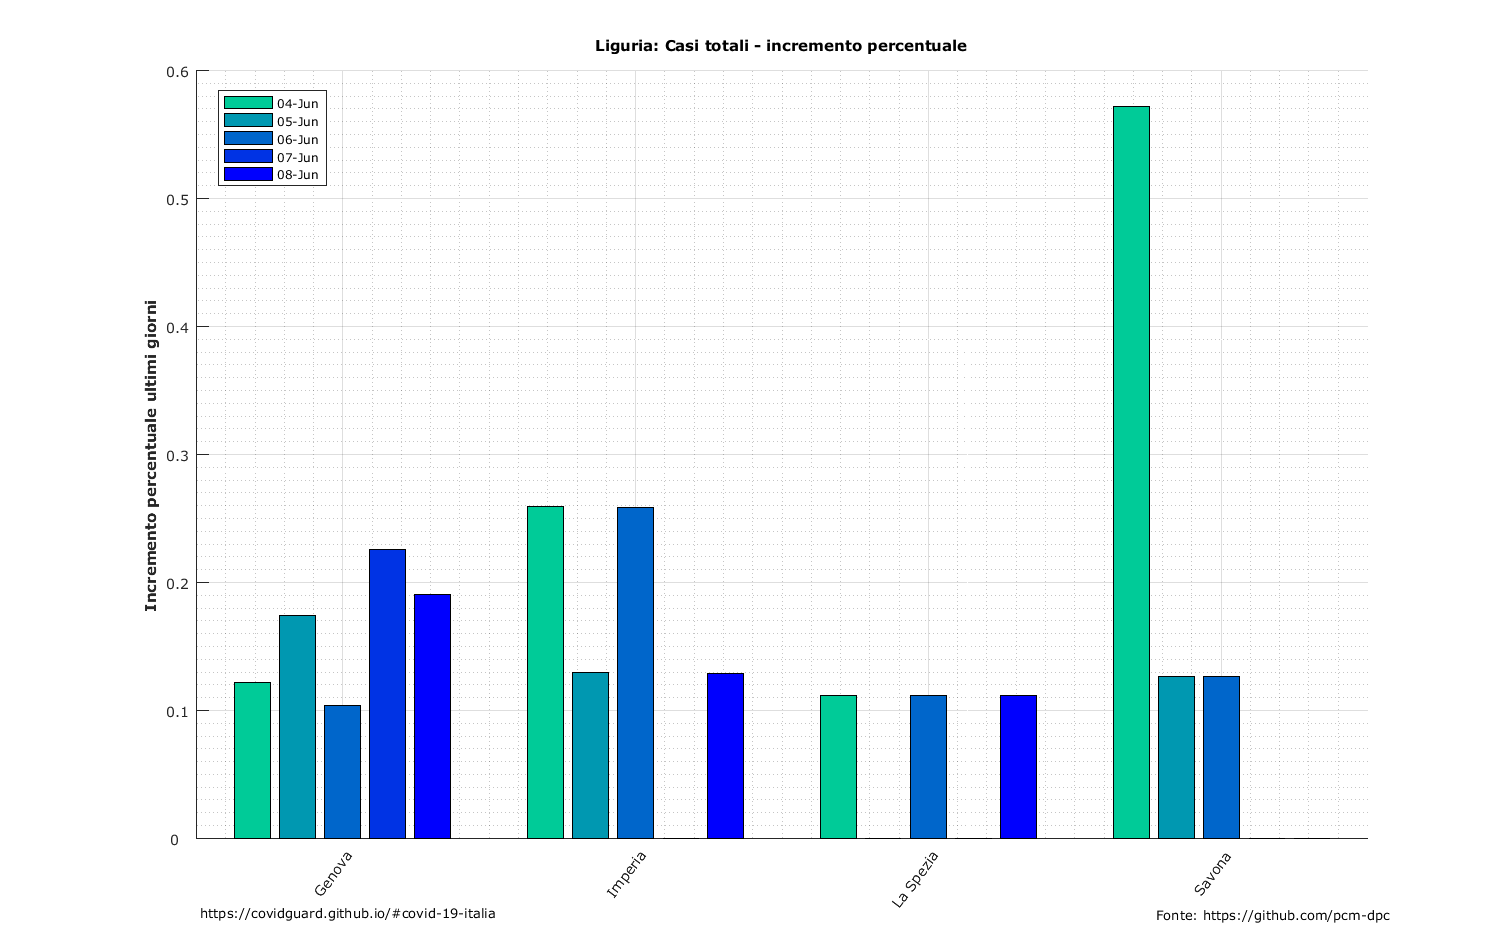 Liguria: Casi totali - incremento percentuale
04-Jun
05-Jun
06-Jun
07-Jun
08-Jun
Incremento percentuale ultimi giorni
0.6
0.5
0.4
0.3
0.2
0.1
0
Genova
Imperia
La Spezia
Savona
https://covidguard.github.io/#covid-19-italia
Fonte: https://github.com/pcm-dpc